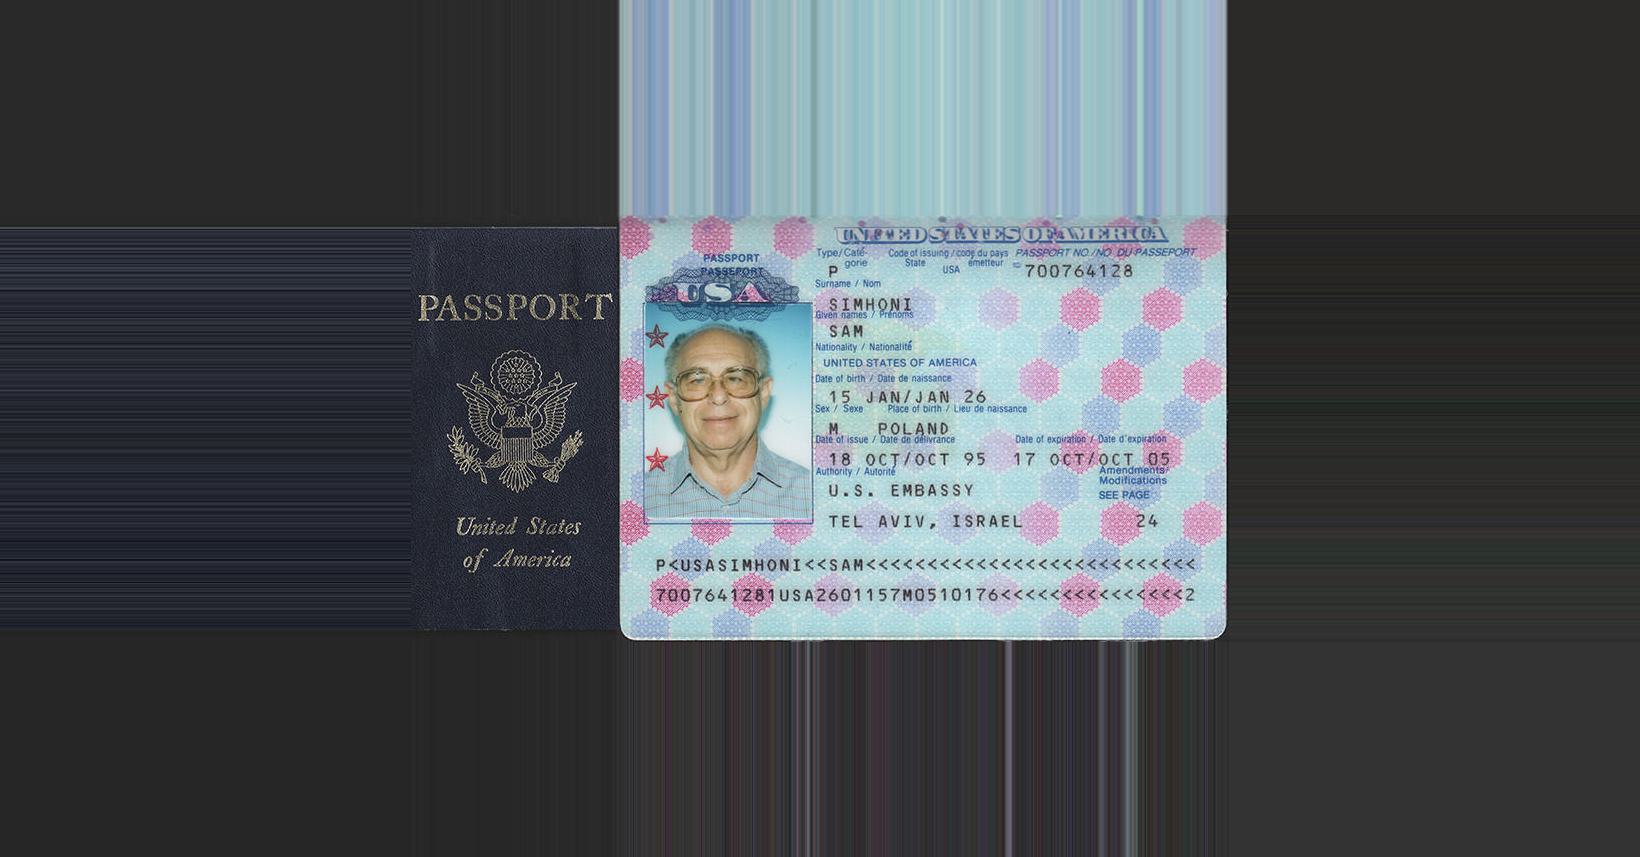 PASSPORT
United States
of America
UNITED STATES OF AMERICA
PASSPORT
PASSEPORT
USA
Type/Caté-
gorie
Code of issuing / code du pays
State
émetteur
PASSPORT NO./NO. DU PASSEPORT
P
USA
700764128
Surname / Nom
SIMHONI
Given names / Prénoms
SAM
Nationality / Nationalité
UNITED STATES OF AMERICA
Date of birth / Date de naissance
15 JAN/JAN 26
Sex / Sexe
Place of birth / Lieu de naissance
M
POLAND
Date of issue / Date de délivrance
Date of expiration / Date d'expiration
18 OCT/OCT 95
17 OCT/OCT 05
Authority / Autorité
Amendments/
Modifications
U.S. EMBASSY
SEE PAGE
TEL AVIV, ISRAEL
24
P<USASIMHONI<<SAM<<<<<<<<<<<<<<<<<<<<<<<<<<<
7007641281USA2601157M0510176<<<<<<<<<<<<<<<2